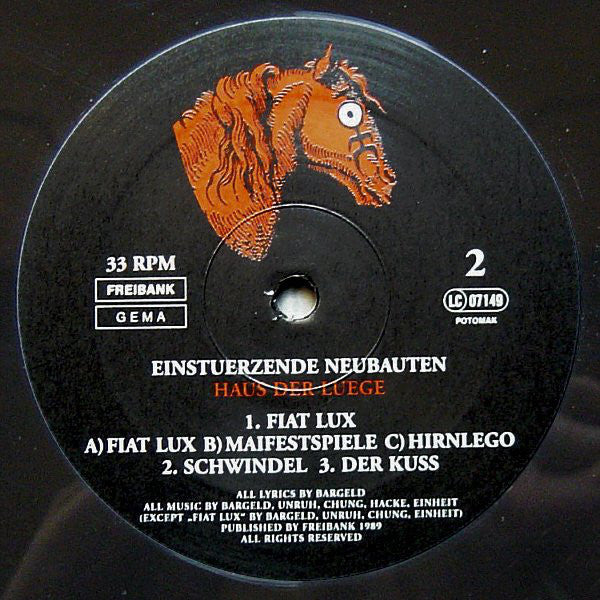 33 RPM
2
FREIBANK
GEMA
LC 07149
POTOMAK
EINSTUERZENDE NEUBAUTEN
HAUS DER LUEGE
1. FIAT LUX
A) FIAT LUX B) MAIFESTSPIELE C) HIRNLEGO
2. SCHWINDEL 3. DER KUSS
ALL LYRICS BY BARGELD
ALL MUSIC BY BARGELD, UNRUH, CHUNG, HACKE, EINHEIT
(EXCEPT „FIAT LUX" BY BARGELD, UNRUH, CHUNG, EINHEIT)
PUBLISHED BY FREIBANK 1989
ALL RIGHTS RESERVED